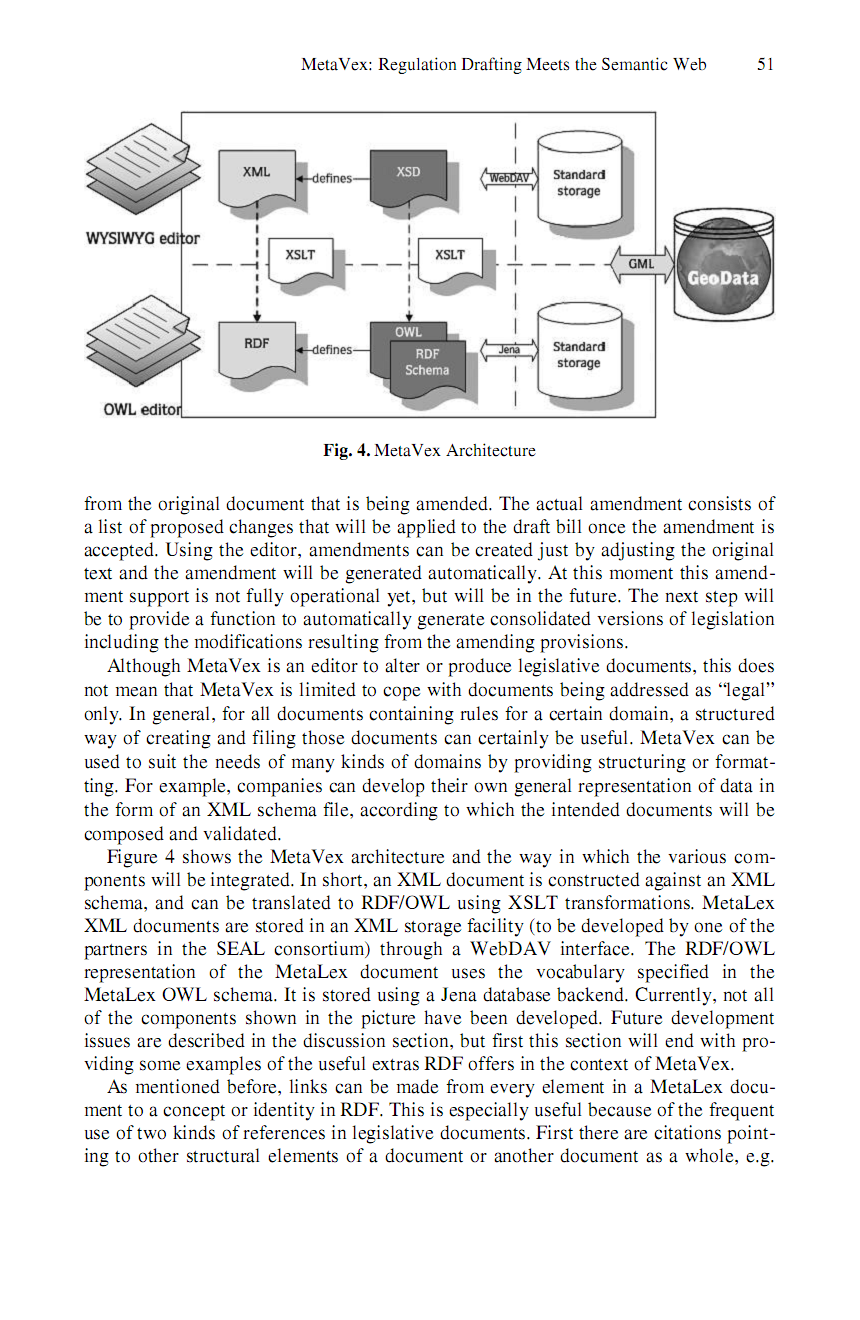 MetaVex: Regulation Drafting Meets the Semantic Web 51
XML
defines
XSD
WebDAV
Standard
storage
WYSIWYG editor
XSLT
XSLT
GML
GeoData
RDF
defines
OWL
RDF
Schema
Jena
Standard
storage
OWL editor
Fig. 4. MetaVex Architecture
from the original document that is being amended. The actual amendment consists of
a list of proposed changes that will be applied to the draft bill once the amendment is
accepted. Using the editor, amendments can be created just by adjusting the original
text and the amendment will be generated automatically. At this moment this amend-
ment support is not fully operational yet, but will be in the future. The next step will
be to provide a function to automatically generate consolidated versions of legislation
including the modifications resulting from the amending provisions.
Although MetaVex is an editor to alter or produce legislative documents, this does
not mean that MetaVex is limited to cope with documents being addressed as “legal”
only. In general, for all documents containing rules for a certain domain, a structured
way of creating and filing those documents can certainly be useful. MetaVex can be
used to suit the needs of many kinds of domains by providing structuring or format-
ting. For example, companies can develop their own general representation of data in
the form of an XML schema file, according to which the intended documents will be
composed and validated.
Figure 4 shows the MetaVex architecture and the way in which the various com-
ponents will be integrated. In short, an XML document is constructed against an XML
schema, and can be translated to RDF/OWL using XSLT transformations. MetaLex
XML documents are stored in an XML storage facility (to be developed by one of the
partners in the SEAL consortium) through a WebDAV interface. The RDF/OWL
representation of the MetaLex document uses the vocabulary specified in the
MetaLex OWL schema. It is stored using a Jena database backend. Currently, not all
of the components shown in the picture have been developed. Future development
issues are described in the discussion section, but first this section will end with pro-
viding some examples of the useful extras RDF offers in the context of MetaVex.
As mentioned before, links can be made from every element in a MetaLex docu-
ment to a concept or identity in RDF. This is especially useful because of the frequent
use of two kinds of references in legislative documents. First there are citations point-
ing to other structural elements of a document or another document as a whole, e.g.